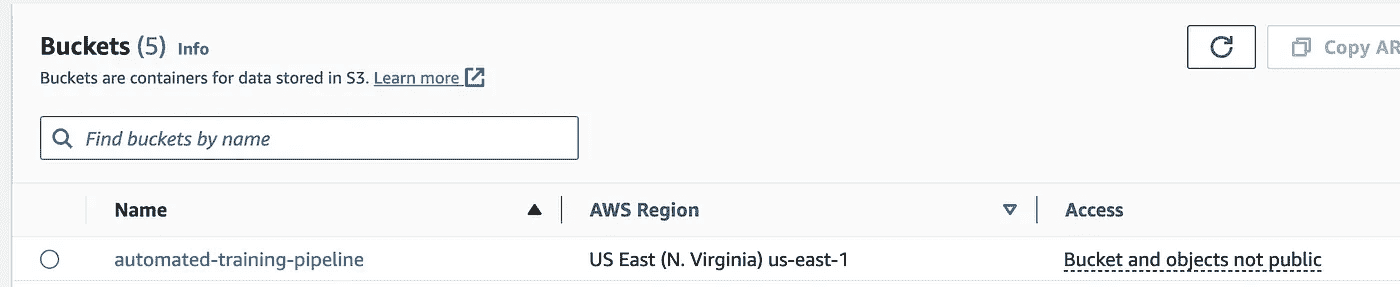 Buckets (5) Info
Buckets are containers for data stored in S3. Learn more
Find buckets by name
Copy AR
Name AWS Region Access
automated-training-pipeline US East (N. Virginia) us-east-1 Bucket and objects not public